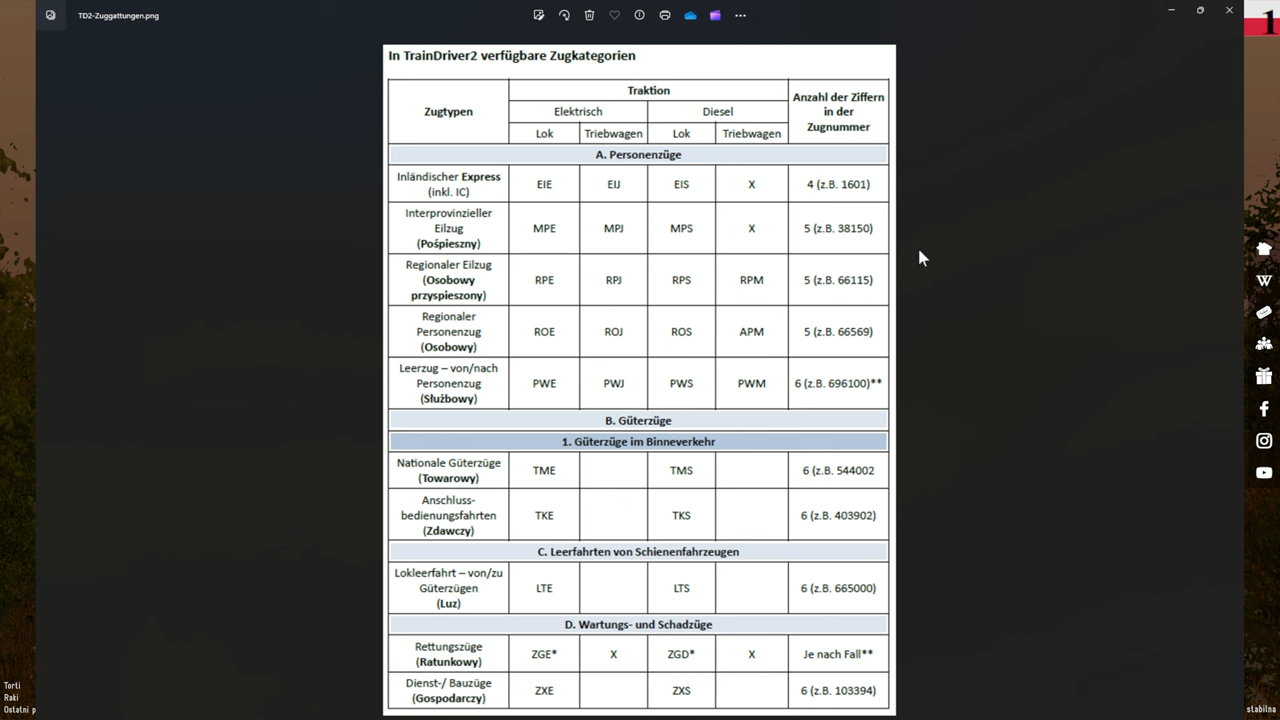 TD2-Zuggattungen.png
1
In TrainDriver2 verfügbare Zugkategorien
Zugtypen
Traktion
Anzahl der Ziffern
in der
Zugnummer
Elektrisch
Diesel
Lok
Triebwagen
Lok
Triebwagen
A. Personenzüge
Inländischer Express
(inkl. IC)
EIE
EIJ
EIS
X
4 (z.B. 1601)
Interprovinzieller
Eilzug
(Pośpieszny)
MPE
MPJ
MPS
X
5 (z.B. 38150)
Regionaler Eilzug
(Osobowy
przyspieszony)
RPE
RPJ
RPS
RPM
5 (z.B. 66115)
Regionaler
Personenzug
(Osobowy)
ROE
ROJ
ROS
APM
5 (z.B. 66569)
Leerzug – von/nach
Personenzug
(Służbowy)
PWE
PWJ
PWS
PWM
6 (z.B. 696100)**
B. Güterzüge
1. Güterzüge im Binneverkehr
Nationale Güterzüge
(Towarowy)
TME
TMS
6 (z.B. 544002
Anschluss-
bedienungsfahrten
(Zdawczy)
TKE
TKS
6 (z.B. 403902)
C. Leerfahrten von Schienenfahrzeugen
Lokleerfahrt – von/zu
Güterzügen
(Luz)
LTE
LTS
6 (z.B. 665000)
D. Wartungs- und Schadzüge
Rettungszüge
(Ratunkowy)
ZGE*
X
ZGD*
X
Je nach Fall**
Dienst-/ Bauzüge
(Gospodarczy)
ZXE
ZXS
6 (z.B. 103394)
Torti
Raki
Ostatni p
stabilna